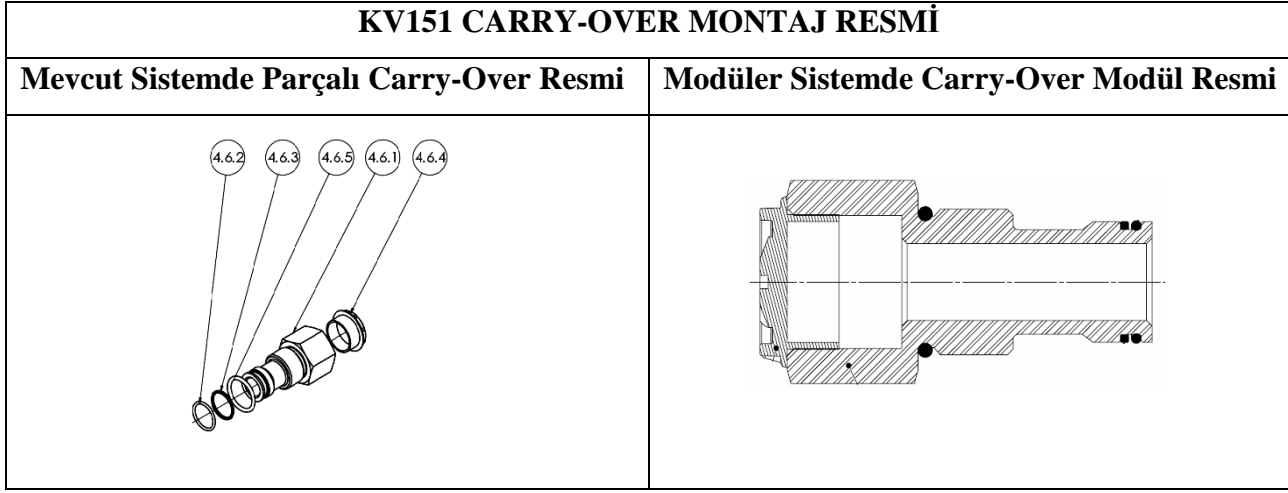 KV151 CARRY-OVER MONTAJ RESMİ
Mevcut Sistemde Parçalı Carry-Over Resmi
Modüler Sistemde Carry-Over Modül Resmi
4.6.2 4.6.3 4.6.5 4.6.1 4.6.4